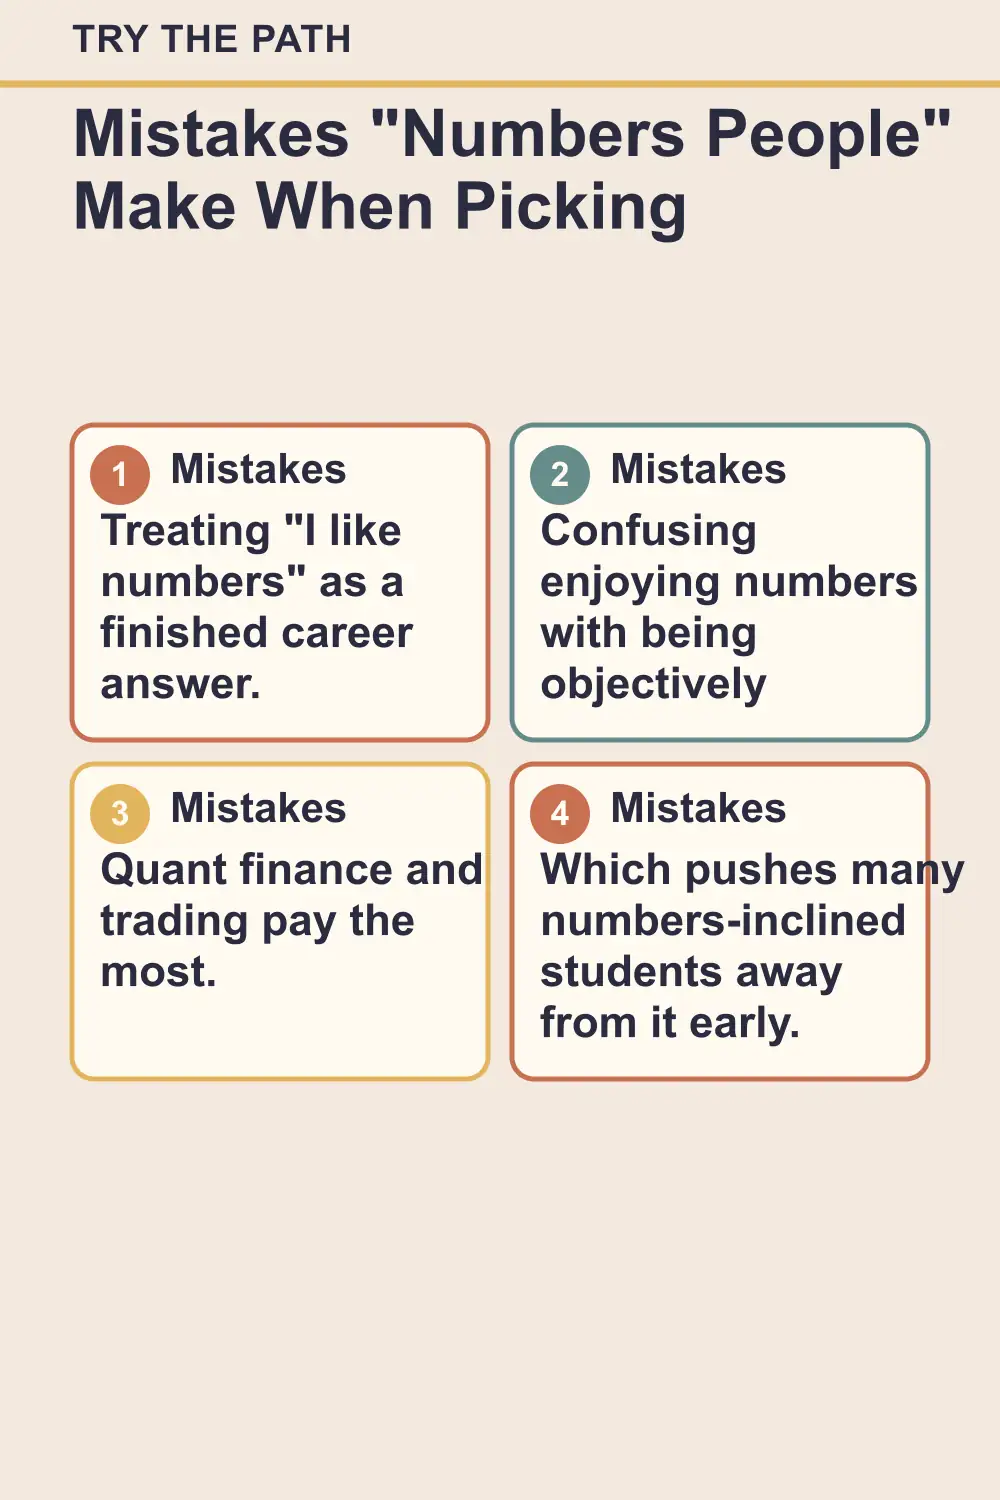 TRY THE PATH
Mistakes "Numbers People"
Make When Picking
1 Mistakes
Treating "I like
numbers" as a
finished career
answer.
2 Mistakes
Confusing
enjoying numbers
with being
objectively
3 Mistakes
Quant finance and
trading pay the
most.
4 Mistakes
Which pushes many
numbers-inclined
students away
from it early.